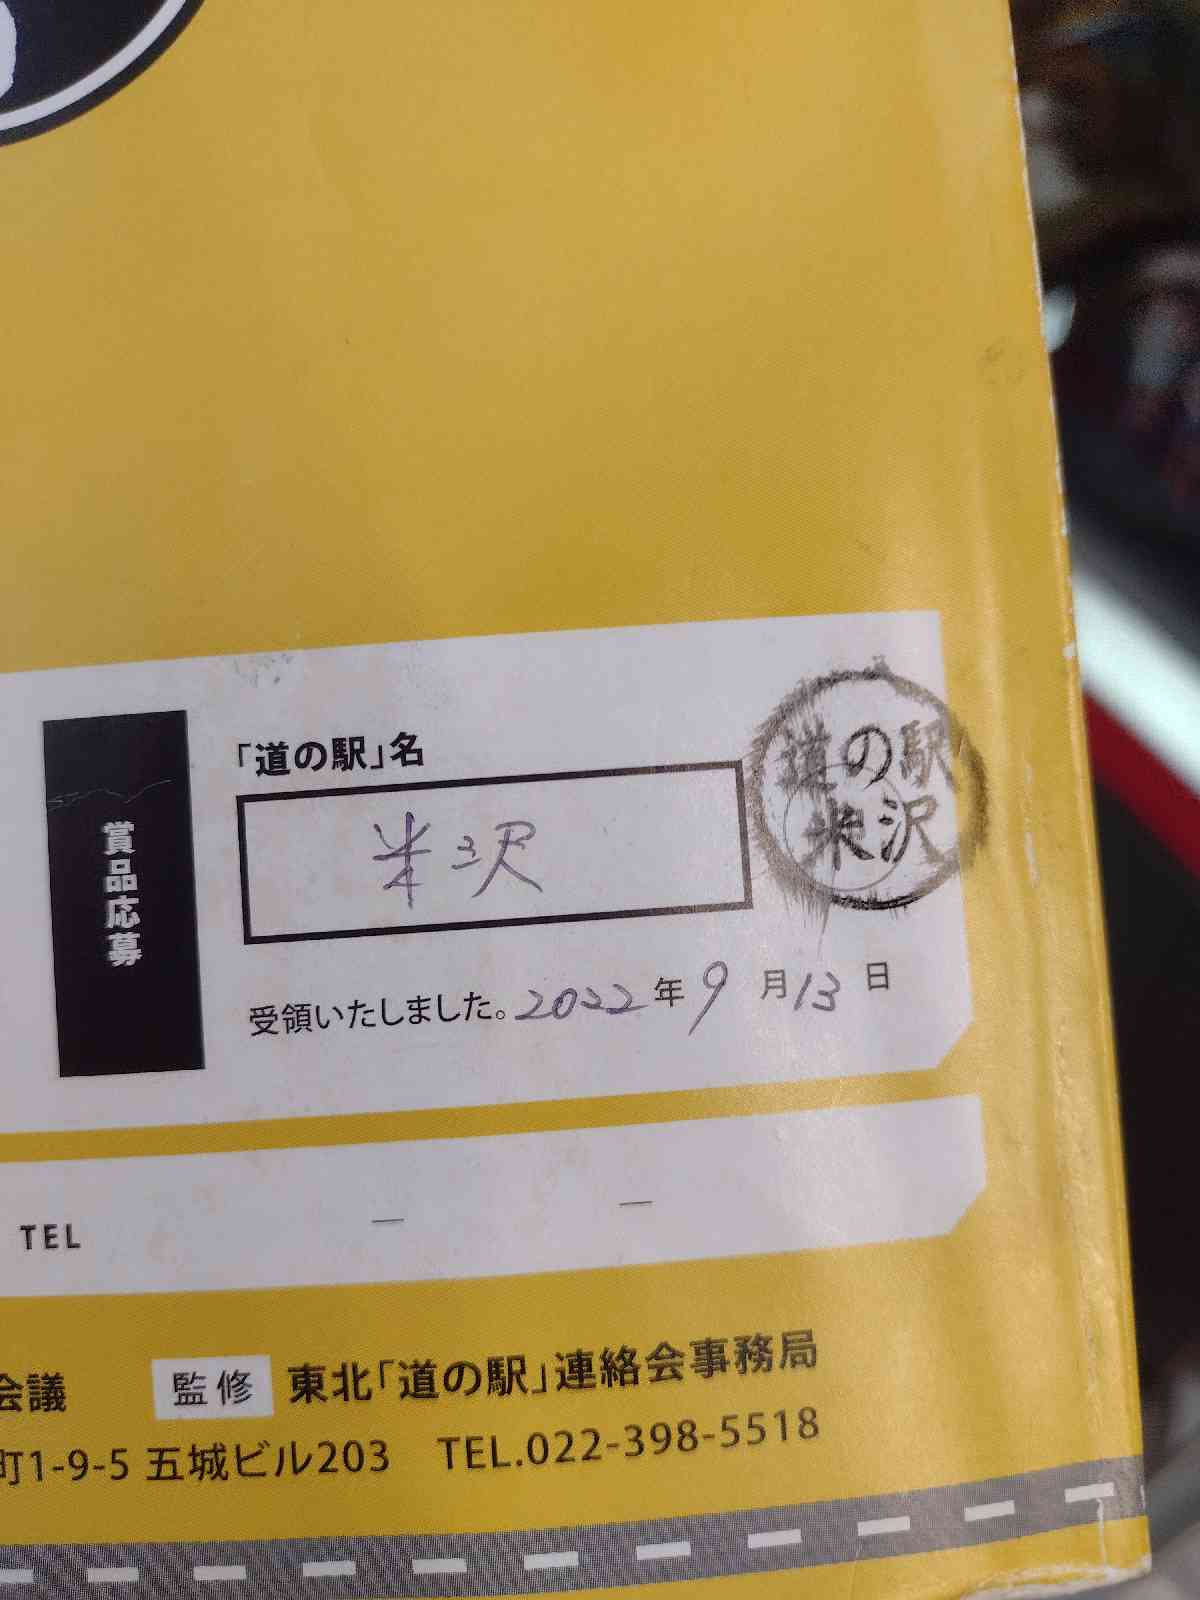 「道の駅」名
米沢
道の駅
米沢
賞品応募
受領いたしました。2022年9月13日
TEL － －
会議 監修 東北「道の駅」連絡会事務局
町1-9-5 五城ビル203 TEL.022-398-5518